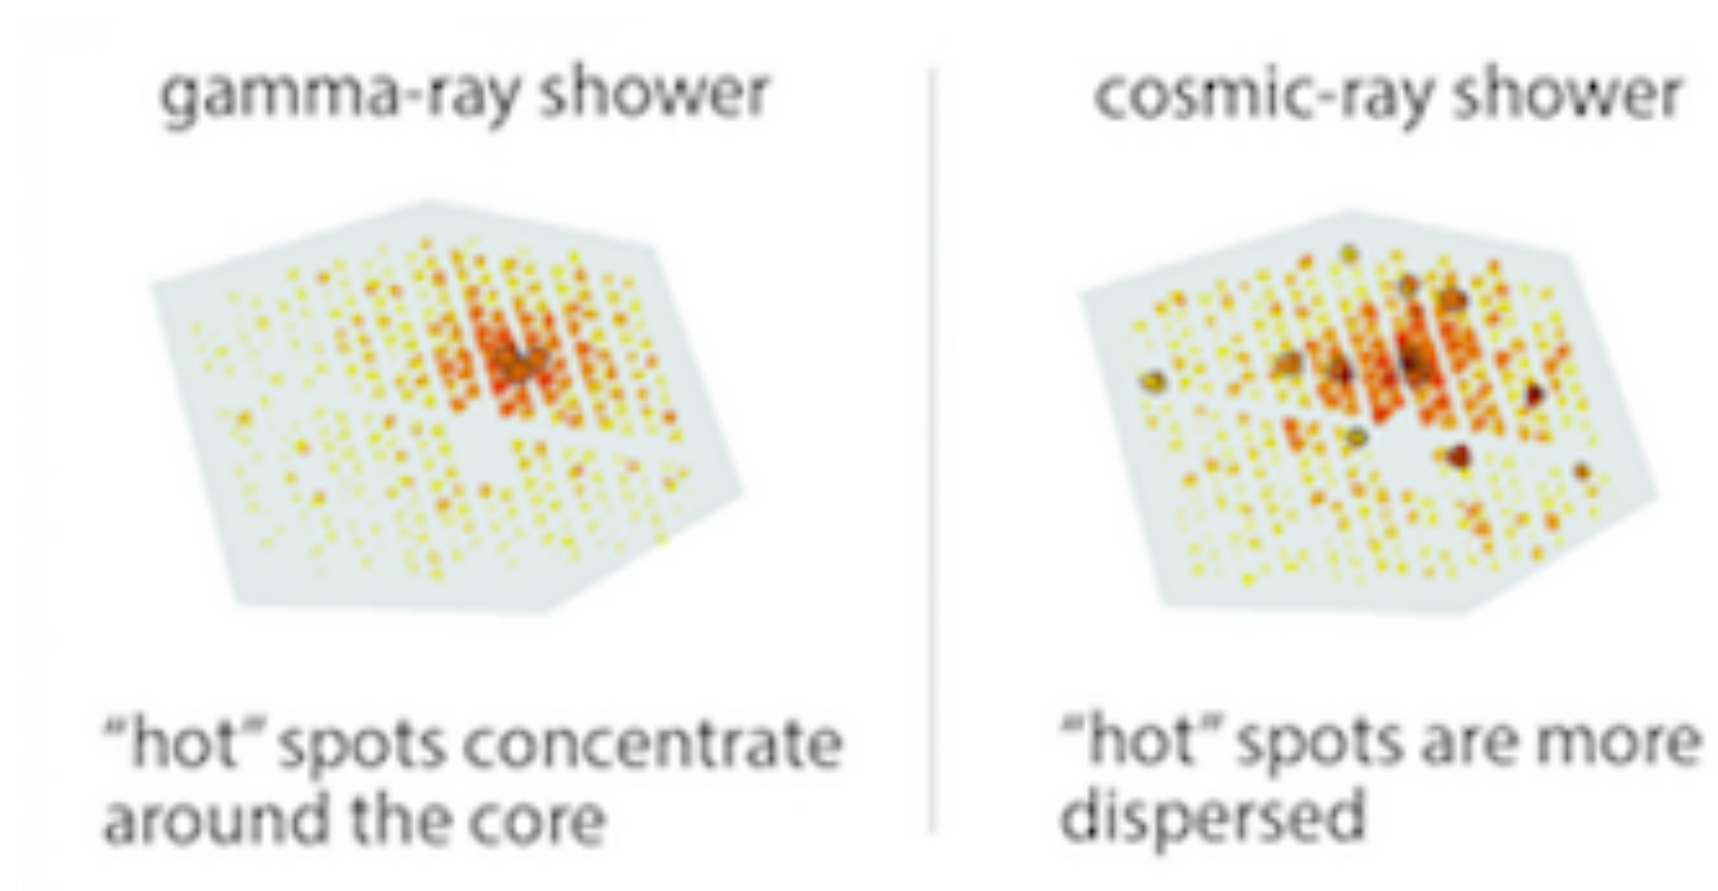 gamma-ray shower
cosmic-ray shower
“hot” spots concentrate
around the core
“hot” spots are more
dispersed